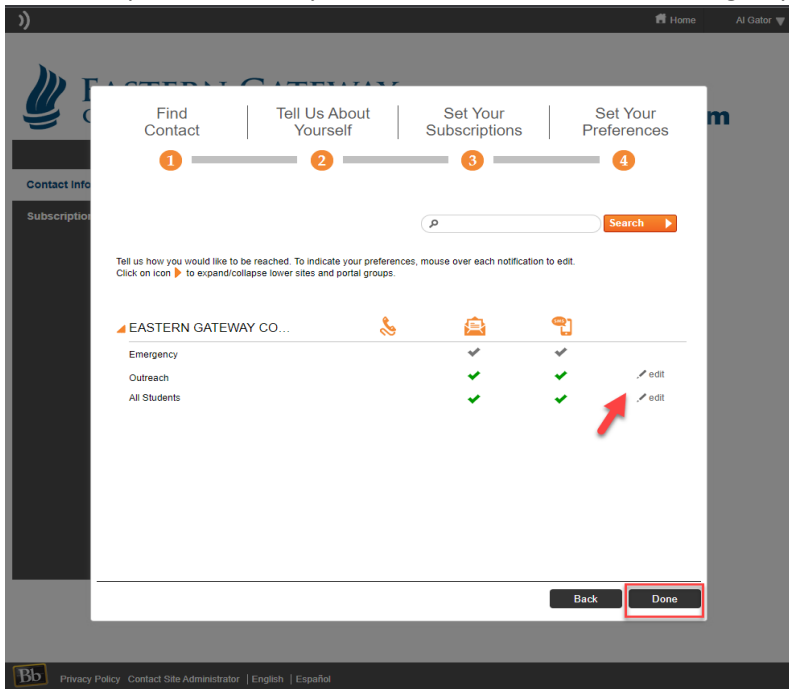 Home Al Gator
EASTERN GATEWAY
Find Contact
Tell Us About Yourself
Set Your Subscriptions
Set Your Preferences
1 2 3 4
Contact Info
Subscription
Search
Tell us how you would like to be reached. To indicate your preferences, mouse over each notification to edit.
Click on icon to expand/collapse lower sites and portal groups.
EASTERN GATEWAY CO... SMS
Emergency
Outreach edit
All Students edit
Back Done
Bb Privacy Policy Contact Site Administrator | English | Español